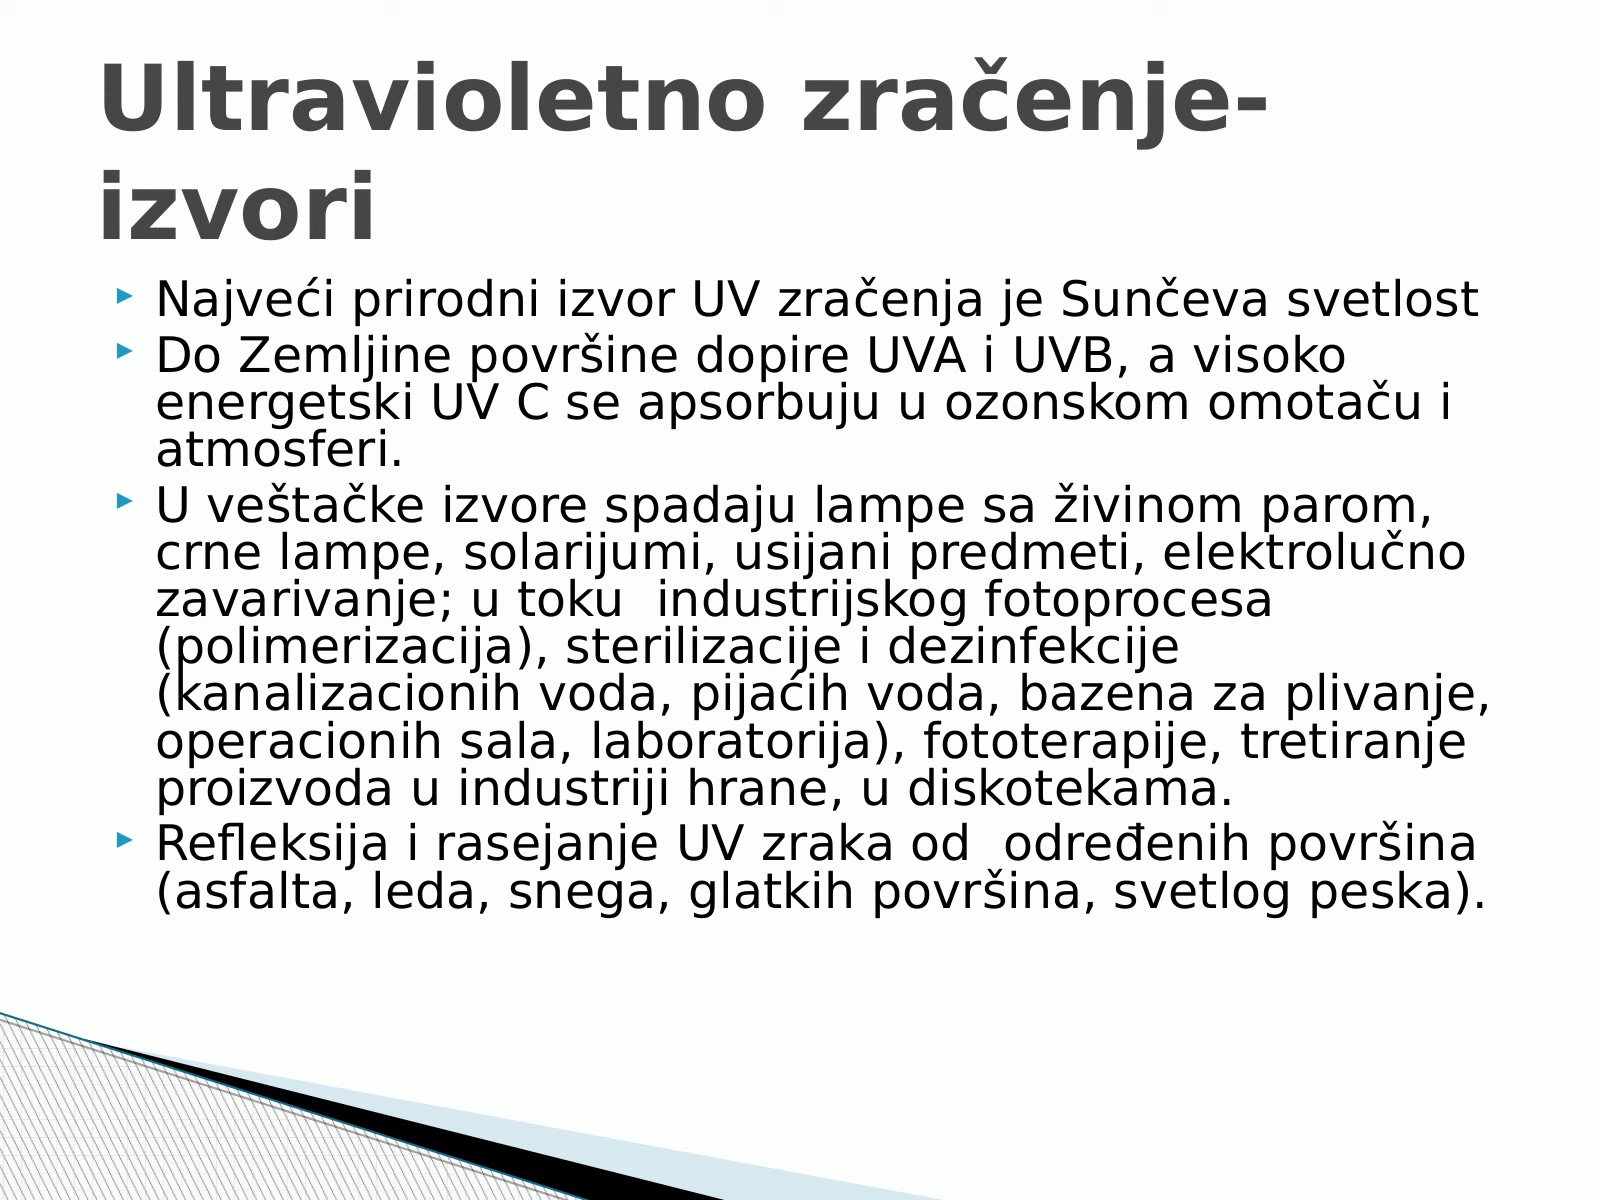 Ultravioletno zračenje-
izvori
Najveći prirodni izvor UV zračenja je Sunčeva svetlost
Do Zemljine površine dopire UVA i UVB, a visoko
energetski UV C se apsorbuju u ozonskom omotaču i
atmosferi.
U veštačke izvore spadaju lampe sa živinom parom,
crne lampe, solarijumi, usijani predmeti, elektrolučno
zavarivanje; u toku  industrijskog fotoprocesa
(polimerizacija), sterilizacije i dezinfekcije
(kanalizacionih voda, pijaćih voda, bazena za plivanje,
operacionih sala, laboratorija), fototerapije, tretiranje
proizvoda u industriji hrane, u diskotekama.
Refleksija i rasejanje UV zraka od  određenih površina
(asfalta, leda, snega, glatkih površina, svetlog peska).